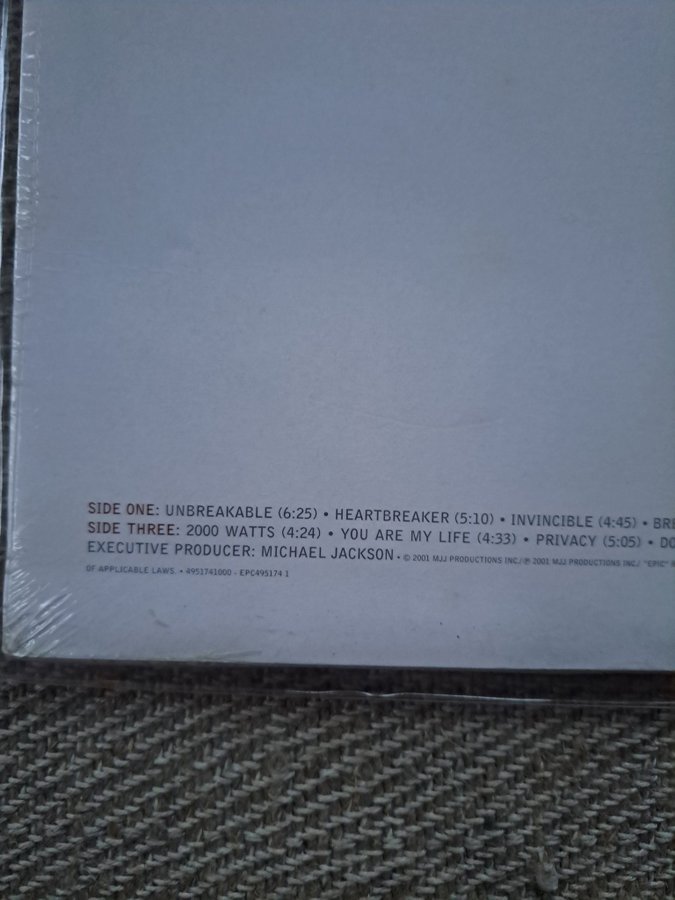 SIDE ONE: UNBREAKABLE (6:25) • HEARTBREAKER (5:10) • INVINCIBLE (4:45) • BRE
SIDE THREE: 2000 WATTS (4:24) • YOU ARE MY LIFE (4:33) • PRIVACY (5:05) • DO
EXECUTIVE PRODUCER: MICHAEL JACKSON • © 2001 MJJ PRODUCTIONS INC./℗ 2001 MJJ PRODUCTIONS INC./ "EPIC"
OF APPLICABLE LAWS. • 4951741000 - EPC495174 1